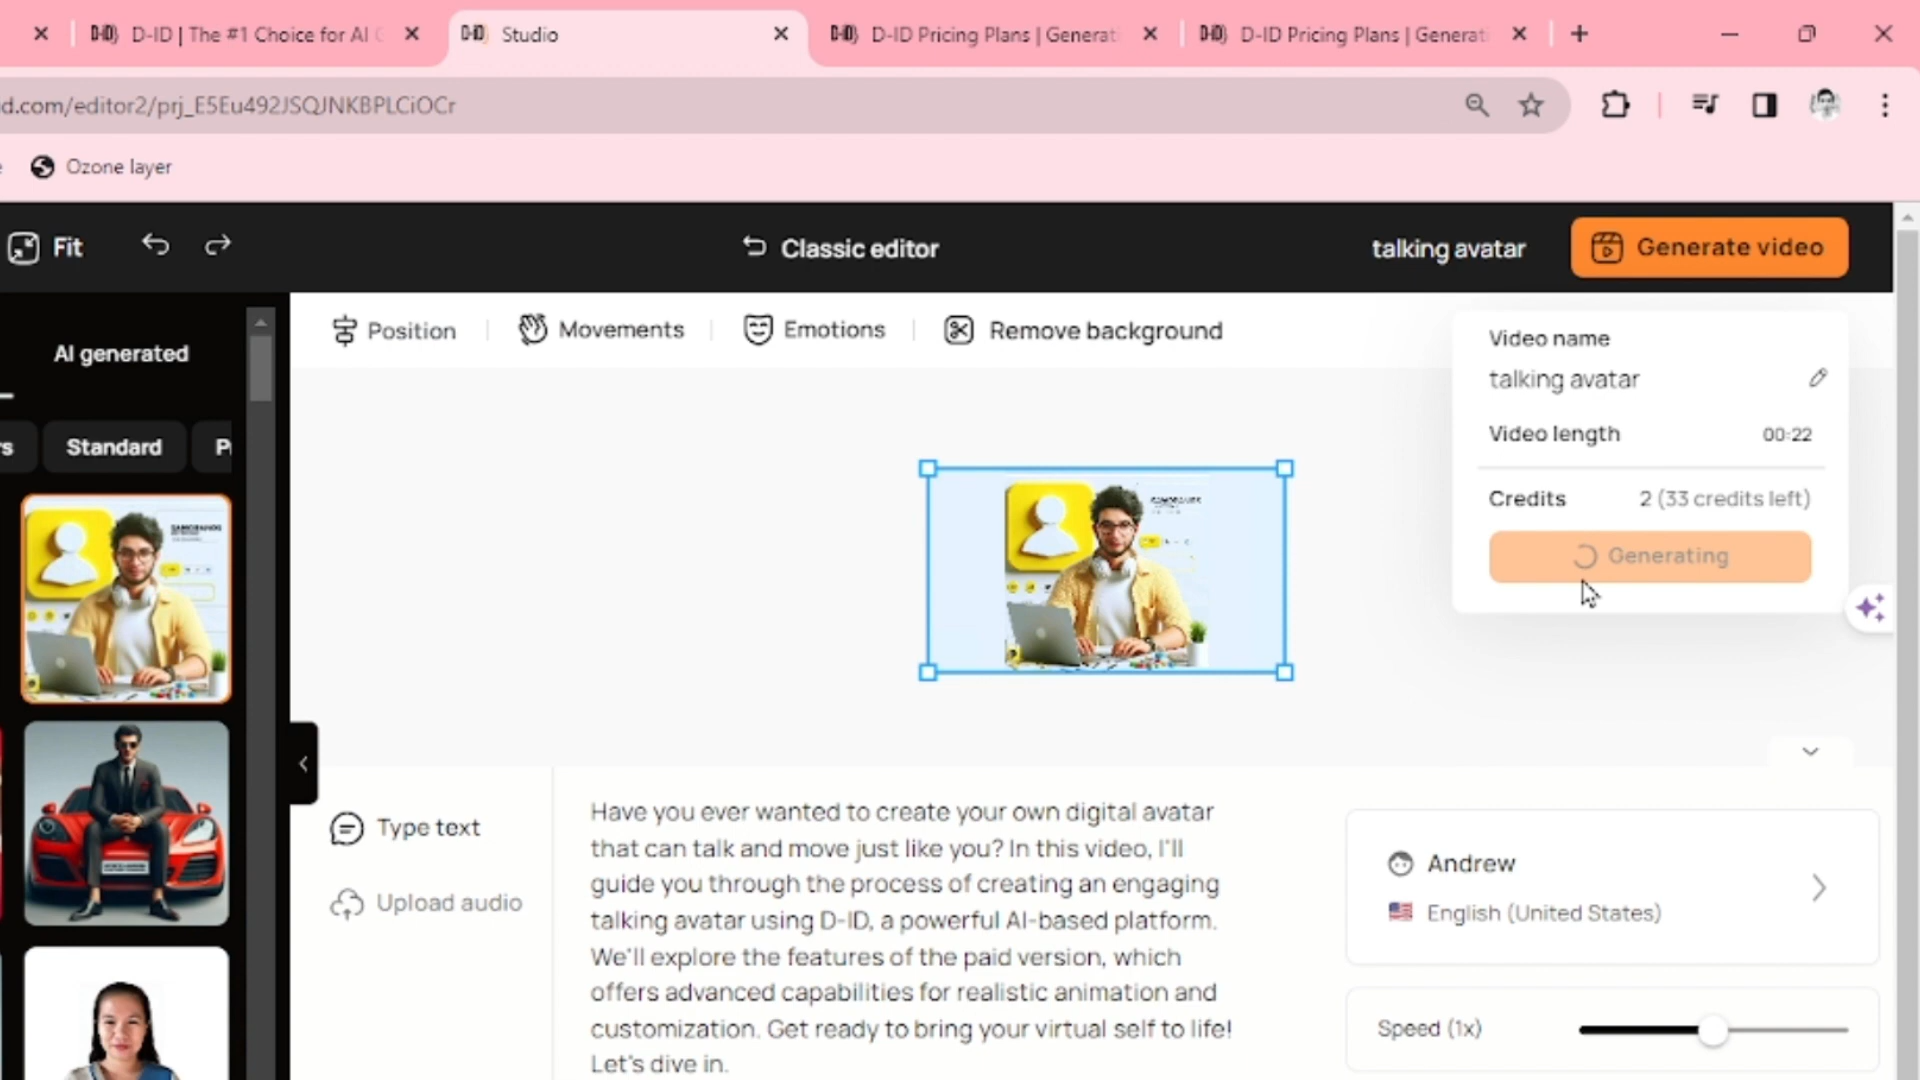 D-ID | The #1 Choice for AI
Studio
D-ID Pricing Plans | Generati
D-ID Pricing Plans | Generati
id.com/editor2/prj_E5Eu492JSQJNKBPLCiOCr
Ozone layer
Fit
Classic editor
talking avatar
Generate video
AI generated
Position
Movements
Emotions
Remove background
Video name
talking avatar
Video length 00:22
Credits 2 (33 credits left)
Generating
rs
Standard
Type text
Upload audio
Have you ever wanted to create your own digital avatar
that can talk and move just like you? In this video, I'll
guide you through the process of creating an engaging
talking avatar using D-ID, a powerful AI-based platform.
We'll explore the features of the paid version, which
offers advanced capabilities for realistic animation and
customization. Get ready to bring your virtual self to life!
Let's dive in.
Andrew
English (United States)
Speed (1x)